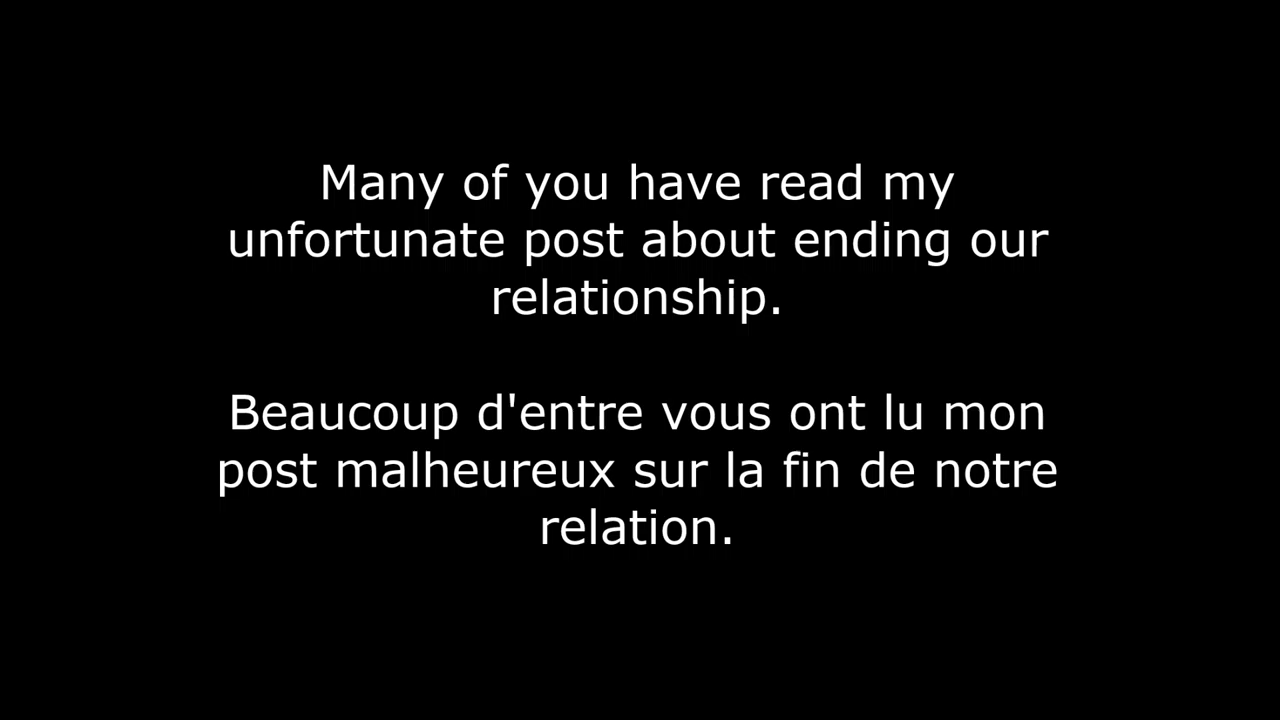 Many of you have read my
unfortunate post about ending our
relationship.
Beaucoup d'entre vous ont lu mon
post malheureux sur la fin de notre
relation.